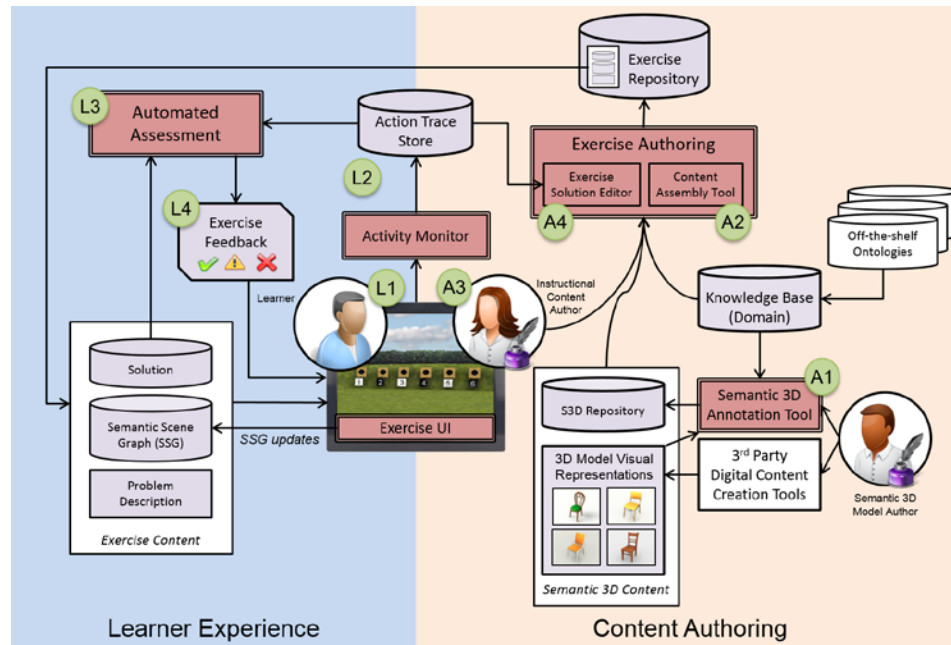 Exercise
Repository
L3
Automated
Assessment
Action Trace
Store
Exercise Authoring
Exercise
Solution Editor
Content
Assembly Tool
L2
A4
A2
L4
Exercise
Feedback
Activity Monitor
Off-the-shelf
Ontologies
Learner
L1
A3
Instructional
Content
Author
Knowledge Base
(Domain)
1
2
3
4
5
6
Solution
Semantic Scene
Graph (SSG)
SSG updates
Exercise UI
Problem
Description
Exercise Content
A1
S3D Repository
Semantic 3D
Annotation Tool
3D Model Visual
Representations
3rd Party
Digital Content
Creation Tools
Semantic 3D
Model Author
Semantic 3D Content
Learner Experience
Content Authoring